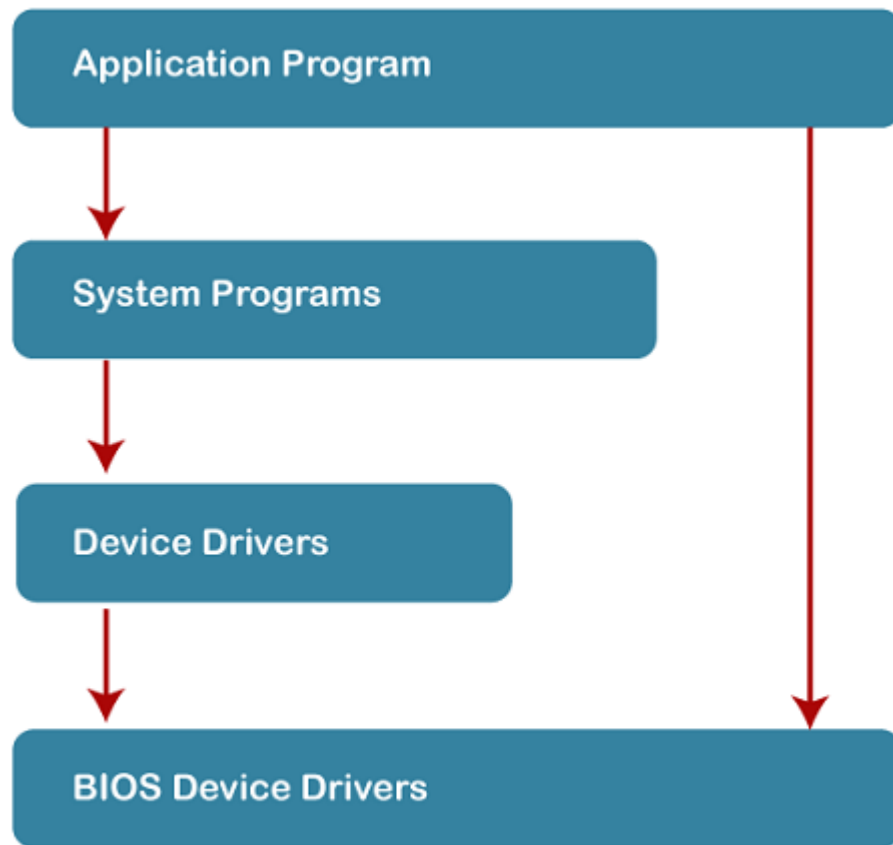 Application Program
System Programs
Device Drivers
BIOS Device Drivers